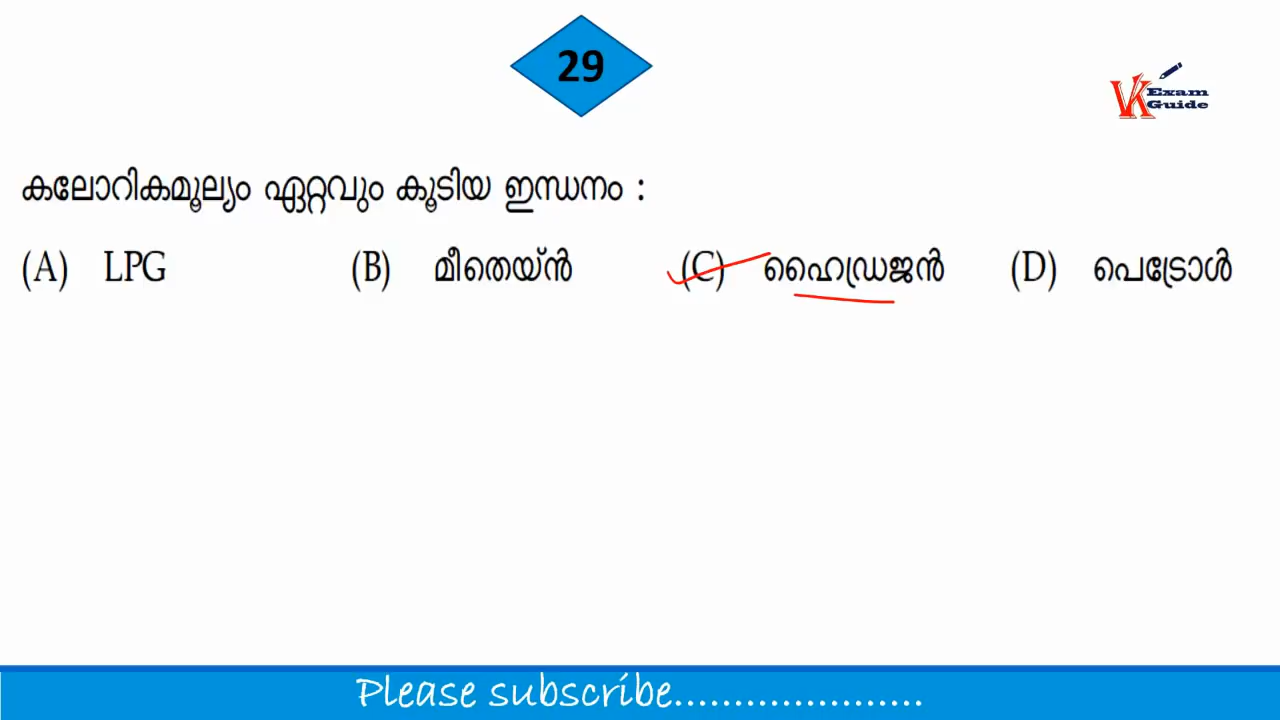 29
VK Exam Guide
കലോറികമൂല്യം ഏറ്റവും കൂടിയ ഇന്ധനം :
(A) LPG (B) മീതെയ്ൻ (C) ഹൈഡ്രജൻ (D) പെട്രോൾ
Please subscribe.....................